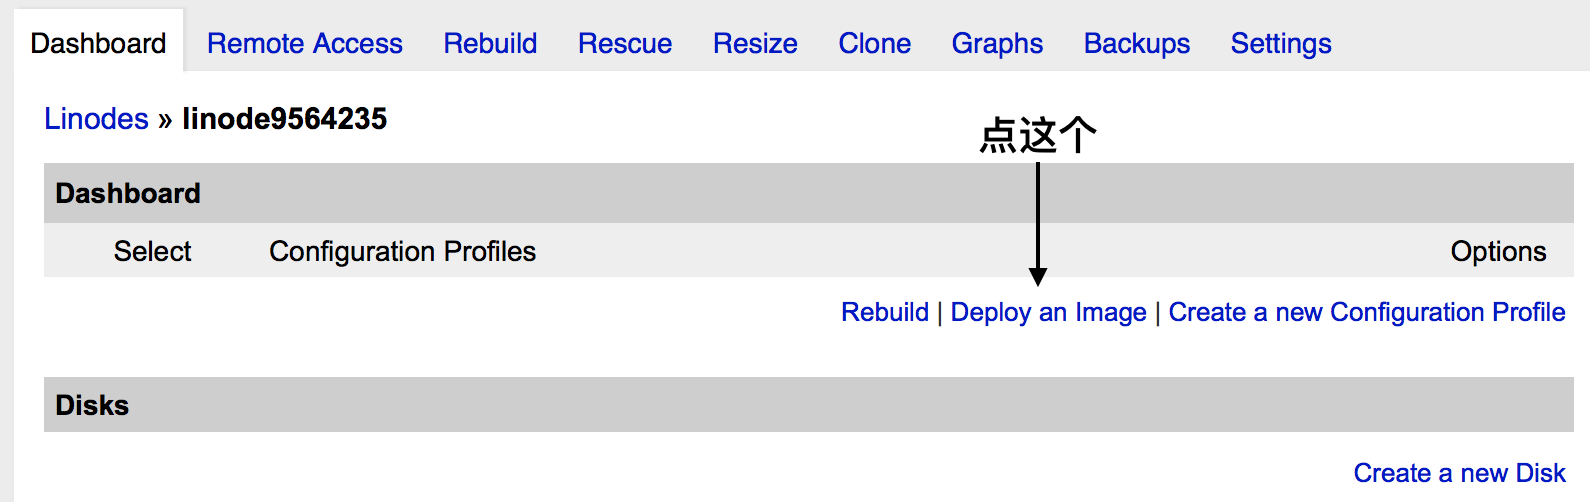 Dashboard Remote Access Rebuild Rescue Resize Clone Graphs Backups Settings
Linodes » linode9564235
点这个
Dashboard
Select Configuration Profiles Options
Rebuild | Deploy an Image | Create a new Configuration Profile
Disks
Create a new Disk